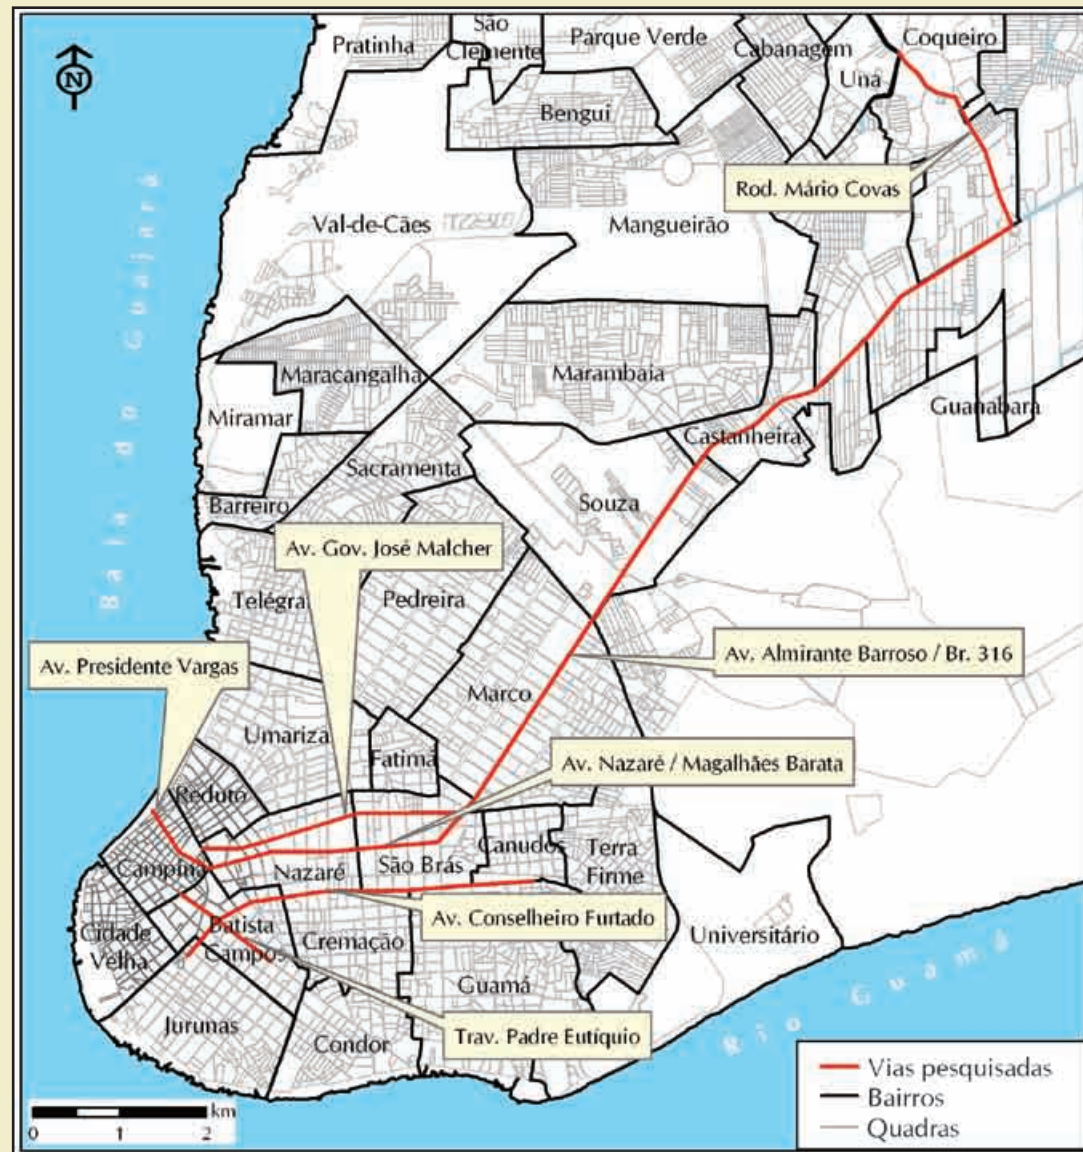 São
Clemente
Pratinha
Parque Verde
Cabanagem
Coqueiro
Una
N
Bengui
Rod. Mário Covas
Val-de-Cães
Mangueirão
Baía do Guajará
Maracangalha
Marambaia
Miramar
Guanabara
Castanheira
Sacramenta
Barreiro
Souza
Av. Gov. José Malcher
Telégra
Pedreira
Av. Presidente Vargas
Av. Almirante Barroso / Br. 316
Marco
Umariza
Fatima
Av. Nazaré / Magalhães Barata
Reduto
Campina
Nazaré
São Brás
Canudos
Terra
Firme
Av. Conselheiro Furtado
Cidade
Velha
Batista
Campos
Cremação
Universitário
Guamá
Rio Guamá
Jurunas
Condor
Trav. Padre Eutíquio
Vias pesquisadas
Bairros
Quadras
km
0 1 2